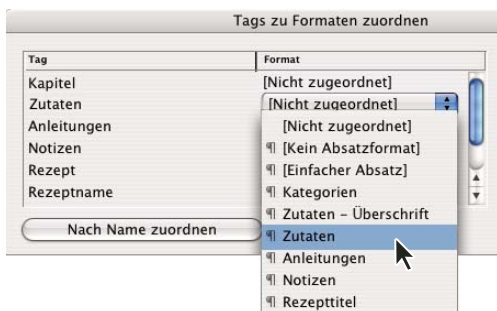 Tags zu Formaten zuordnen
Tag Format
Kapitel [Nicht zugeordnet]
Zutaten [Nicht zugeordnet]
Anleitungen [Nicht zugeordnet]
Notizen ¶ [Kein Absatzformat]
Rezept ¶ [Einfacher Absatz]
Rezeptname ¶ Kategorien
¶ Zutaten – Überschrift
Nach Name zuordnen ¶ Zutaten
¶ Anleitungen
¶ Notizen
¶ Rezepttitel